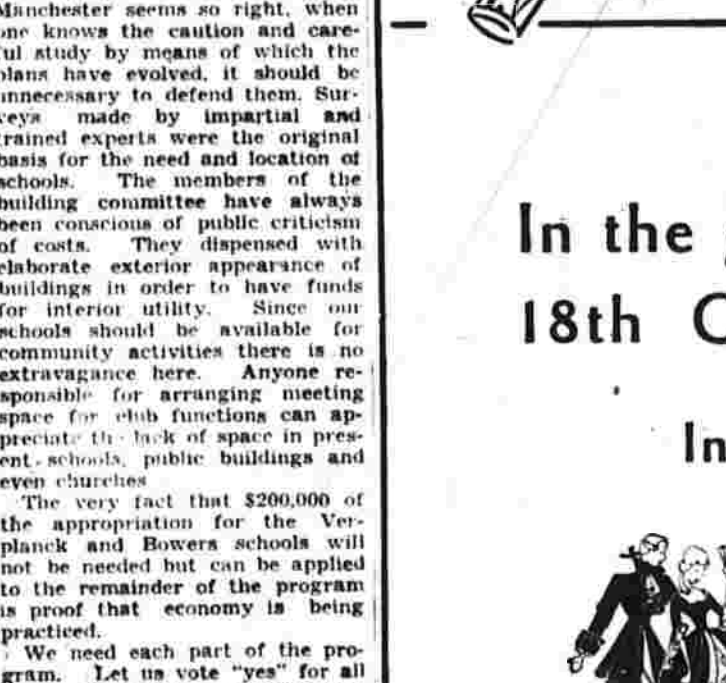 Manchester seems so right, when
one knows the caution and care-
ful study by means of which the
plans have evolved, it should be
unnecessary to defend them. Sur-
veys made by impartial and
trained experts were the original
basis for the need and location of
schools. The members of the
building committee have always
been conscious of public criticism
of costs. They dispensed with
elaborate exterior appearance of
buildings in order to have funds
for interior utility. Since our
schools should be available for
community activities there is no
extravagance here. Anyone re-
sponsible for arranging meeting
space for club functions can ap-
preciate the lack of space in pres-
ent schools, public buildings and
even churches
The very fact that $200,000 of
the appropriation for the Ver-
planck and Bowers schools will
not be needed but can be applied
to the remainder of the program
is proof that economy is being
practiced.
We need each part of the pro-
gram. Let us vote "yes" for all
In the
18th C
In